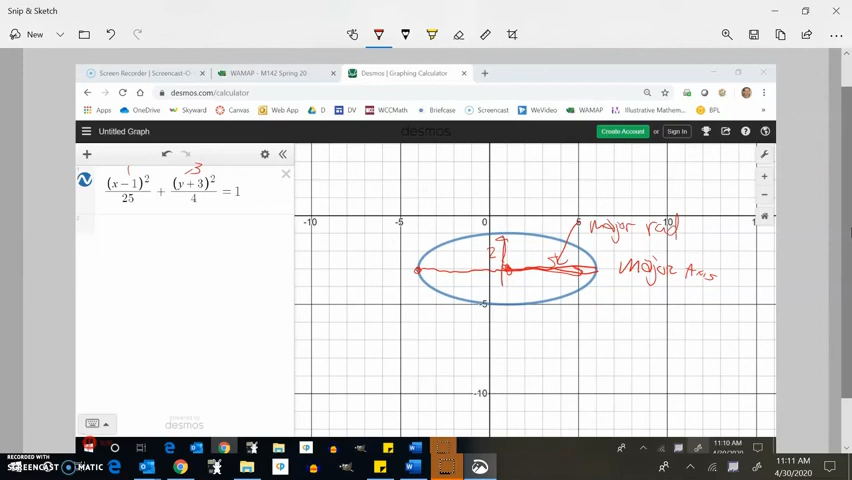 Snip & Sketch
New
Screen Recorder | Screencast-O
WAMAP - M142 Spring 20
Desmos | Graphing Calculator
desmos.com/calculator
Apps
OneDrive
Skyward
Canvas
Web App
D
DV
WCCMath
Briefcase
Screencast
WeVideo
WAMAP
Illustrative Mathem...
BPL
Untitled Graph
desmos
Create Account
or
Sign In
1
-3
(x − 1)²/25 + (y + 3)²/4 = 1
2
-10
-5
0
5
10
-5
-10
major rad
2
major Axis
powered by
desmos
11:10 AM
4/30/2020
RECORDED WITH
SCREENCAST MATIC
11:11 AM
4/30/2020